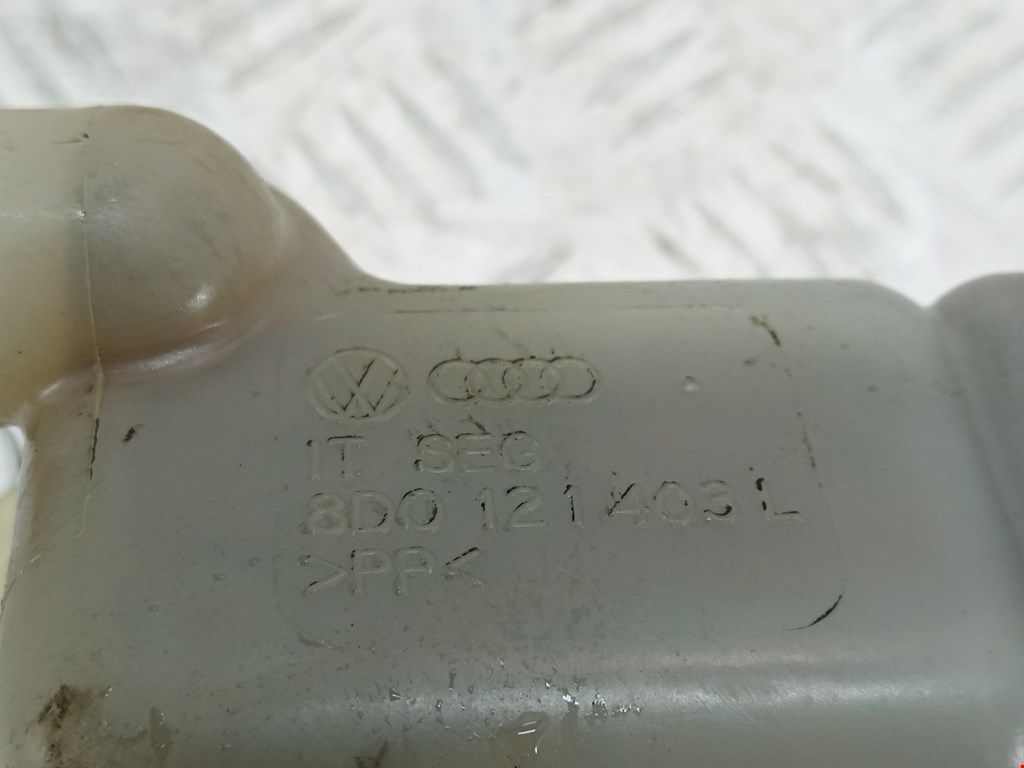 IT SEG
8D0 121 403 L
>PP<